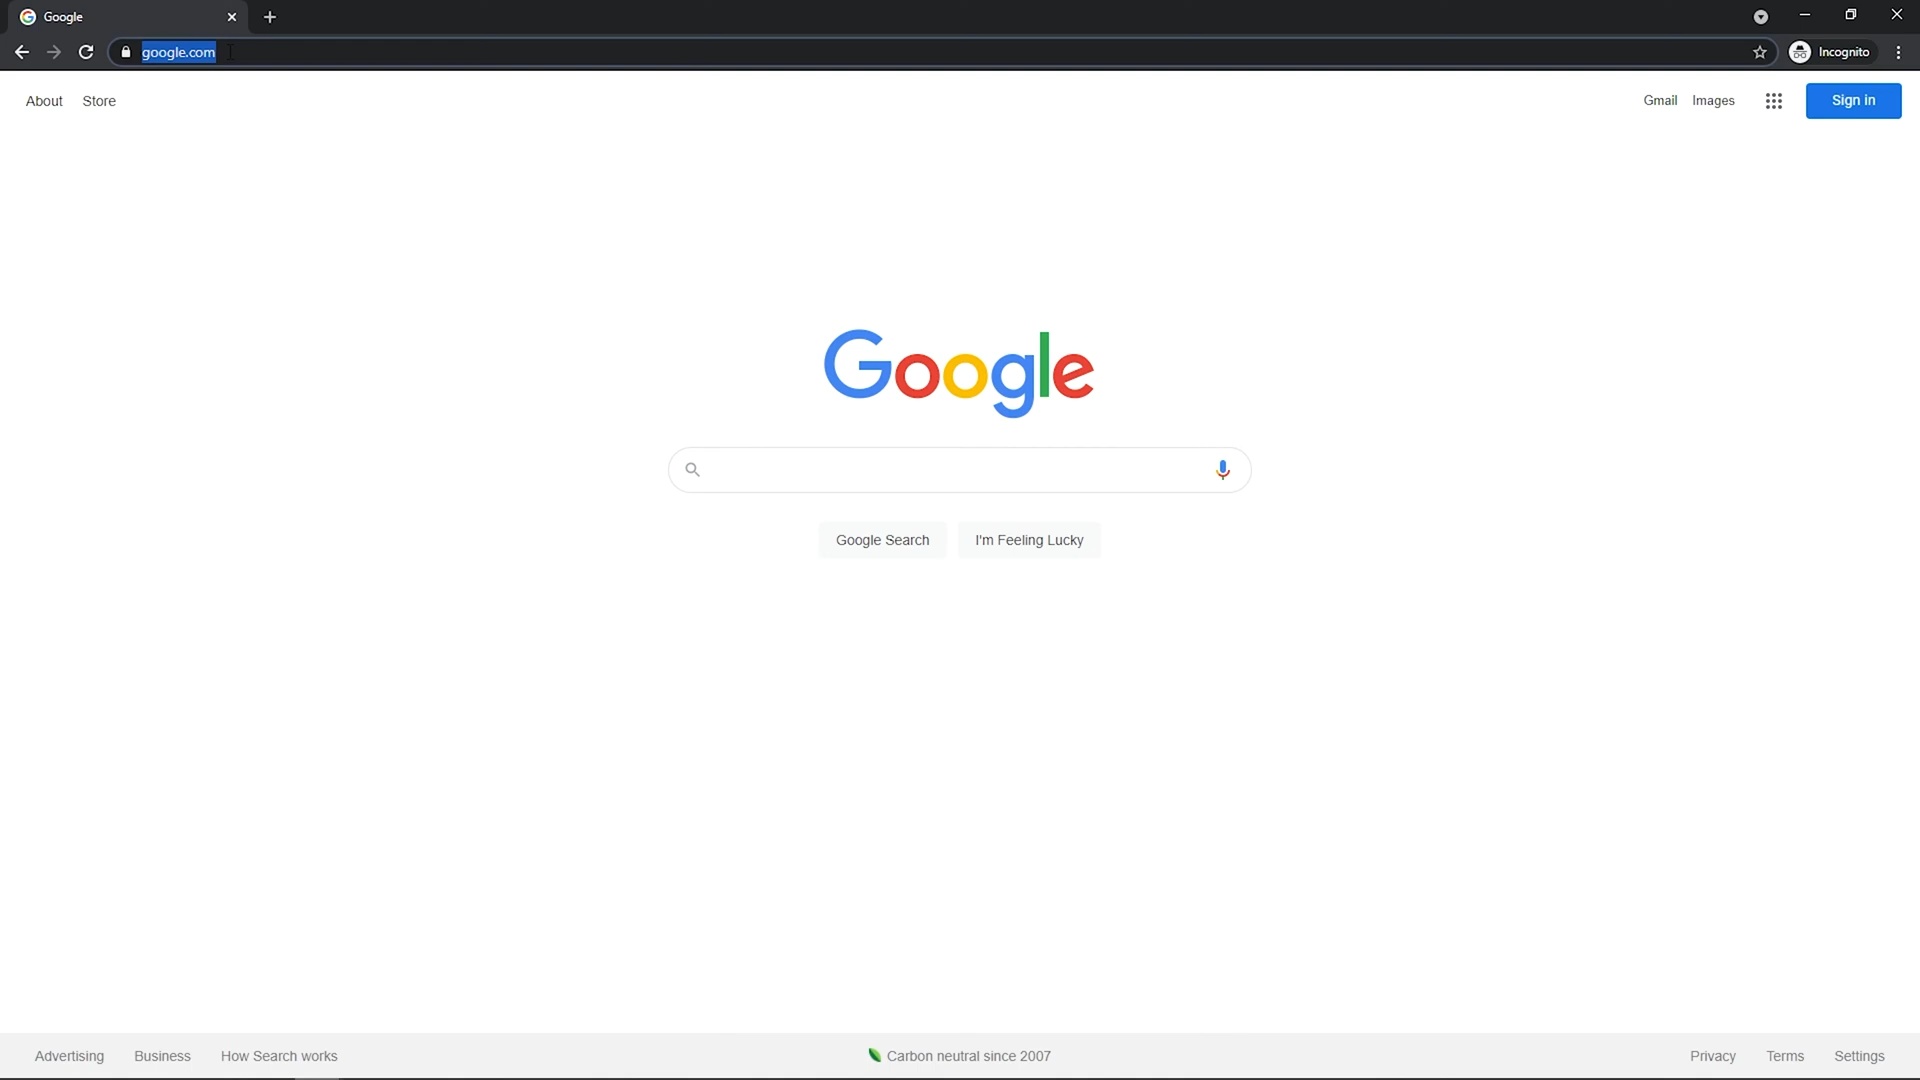 Google
google.com
Incognito
About Store
Gmail Images
Sign in
Google
Google Search
I'm Feeling Lucky
Advertising Business How Search works
Carbon neutral since 2007
Privacy Terms Settings